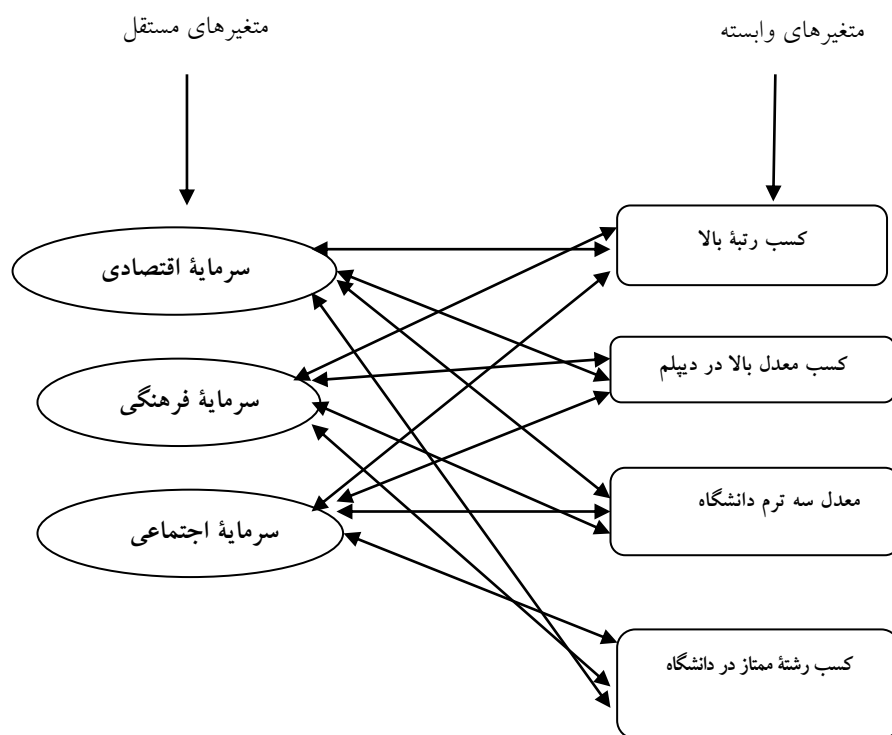 متغیرهای وابسته
متغیرهای مستقل
کسب رتبۀ بالا
سرمایۀ اقتصادی
کسب معدل بالا در دیپلم
سرمایۀ فرهنگی
معدل سه ترم دانشگاه
سرمایۀ اجتماعی
کسب رشتۀ ممتاز در دانشگاه